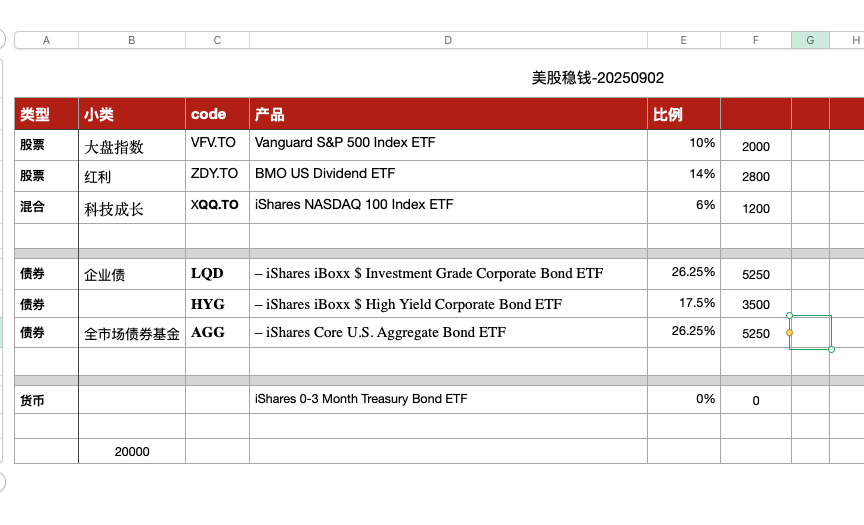 A B C D E F G H
美股稳钱-20250902
类型 小类 code 产品 比例
股票 大盘指数 VFV.TO Vanguard S&P 500 Index ETF 10% 2000
股票 红利 ZDY.TO BMO US Dividend ETF 14% 2800
混合 科技成长 XQQ.TO iShares NASDAQ 100 Index ETF 6% 1200
债券 企业债 LQD – iShares iBoxx $ Investment Grade Corporate Bond ETF 26.25% 5250
债券 HYG – iShares iBoxx $ High Yield Corporate Bond ETF 17.5% 3500
债券 全市场债券基金 AGG – iShares Core U.S. Aggregate Bond ETF 26.25% 5250
货币 iShares 0-3 Month Treasury Bond ETF 0% 0
20000